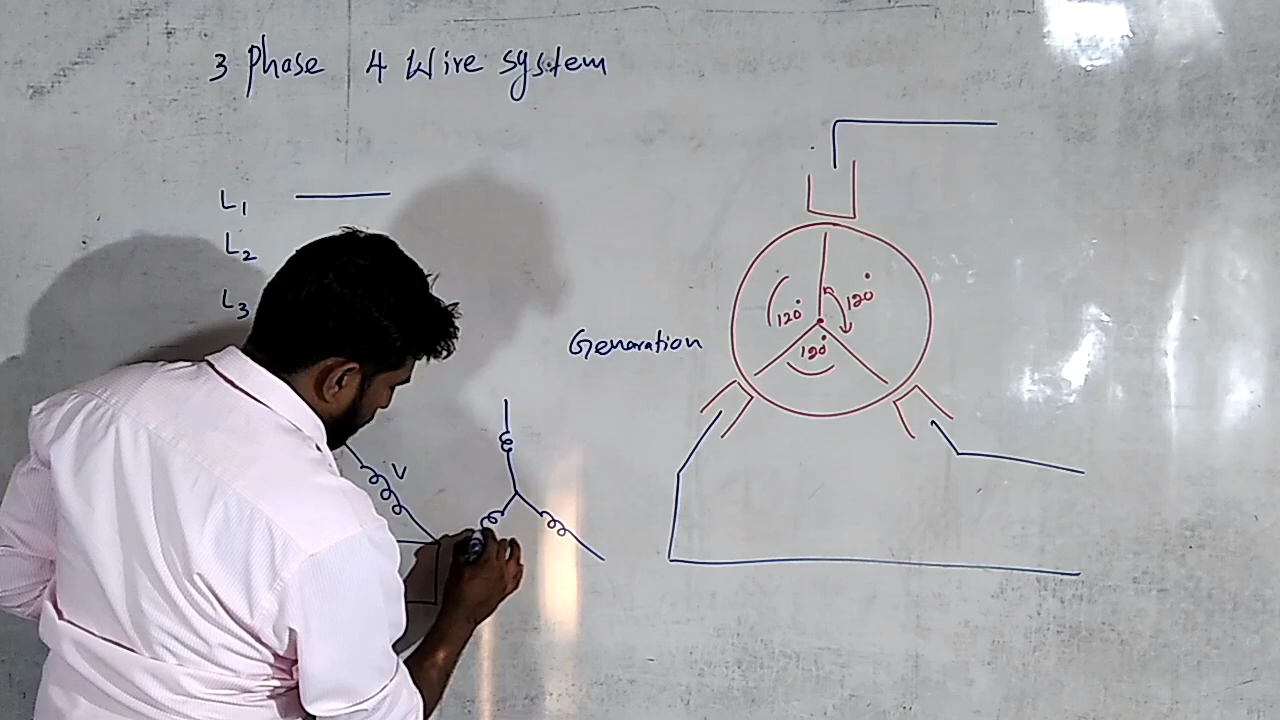 3 Phase 4 Wire system
L1
L2
L3
Generation
120°
120°
120°
V